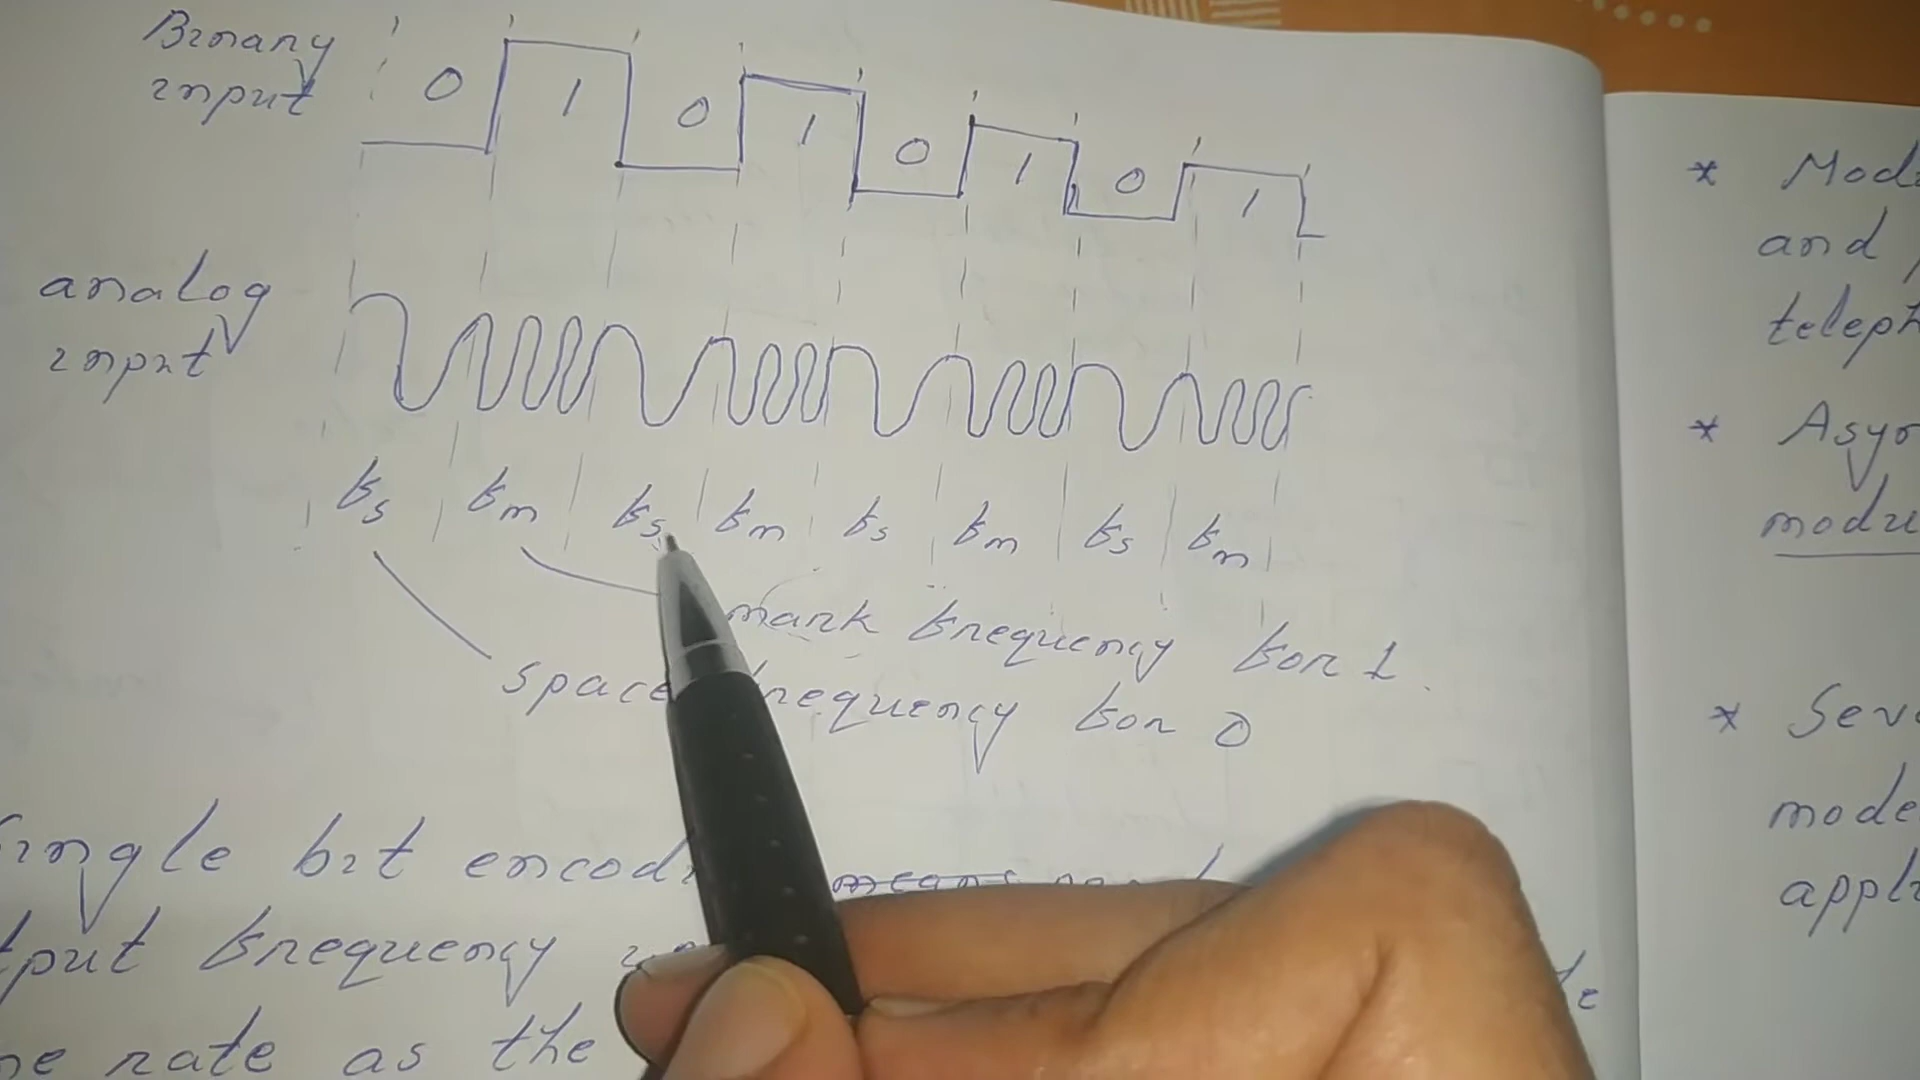 Binary
input
0 1 0 1 0 1 0 1
analog
input
fs fm fs fm fs fm fs fm
mark frequency for 1
space frequency for 0
Single bit encod
tput frequency
rate as the
* Mod
and
teleph
* Asy
modu
* Sev
mode
appl